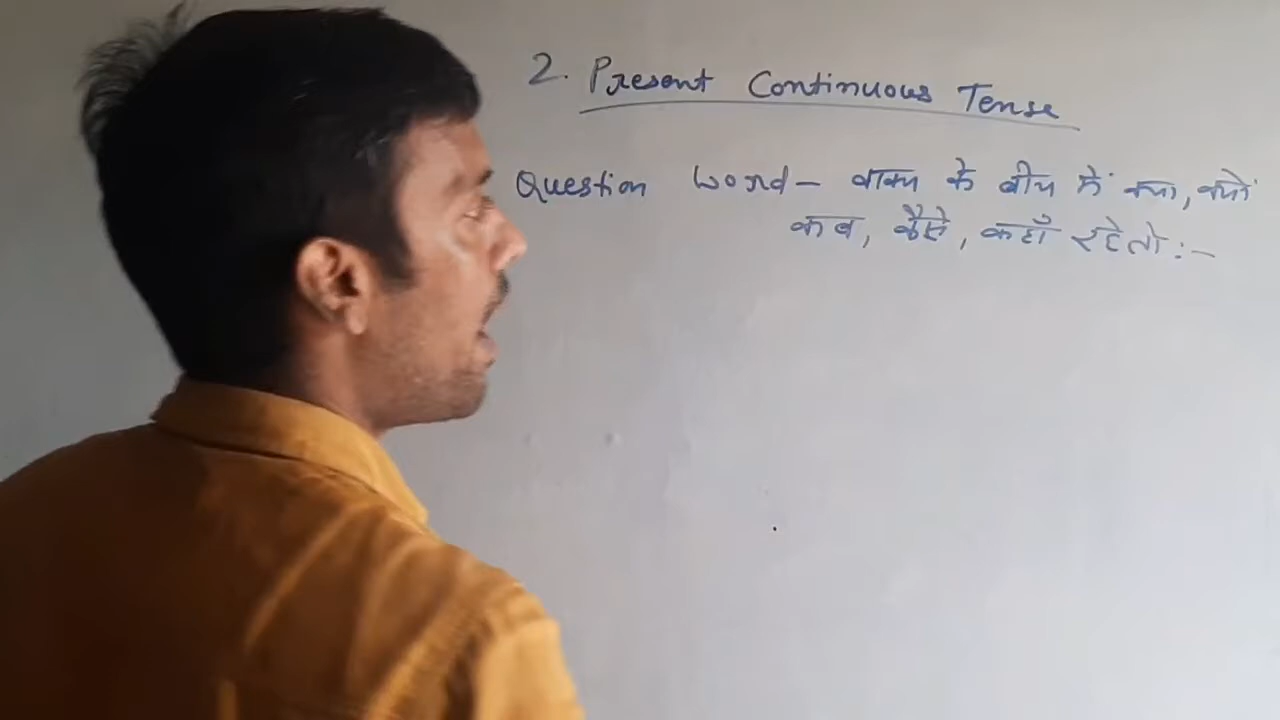 2. Present Continuous Tense
Question Word - वाक्य के बीच में क्या, क्यों
कब, कैसे, कहाँ रहे तो :-